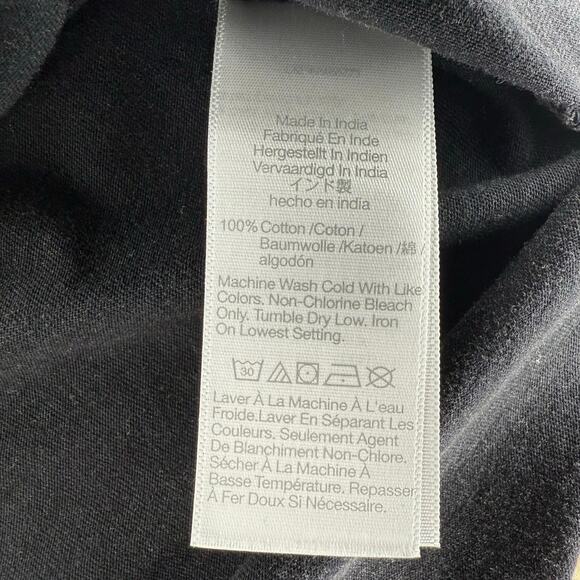 Made In India
Fabriqué En Inde
Hergestellt In Indien
Vervaardigd In India
インド製
hecho en india
100% Cotton /Coton /
Baumwolle /Katoen /綿 /
algodón
Machine Wash Cold With Like
Colors. Non-Chlorine Bleach
Only. Tumble Dry Low. Iron
On Lowest Setting.
30
Laver À La Machine À L'eau
Froide.Laver En Séparant Les
Couleurs. Seulement Agent
De Blanchiment Non-Chlore.
Sécher À La Machine À
Basse Température. Repasser
À Fer Doux Si Nécessaire.